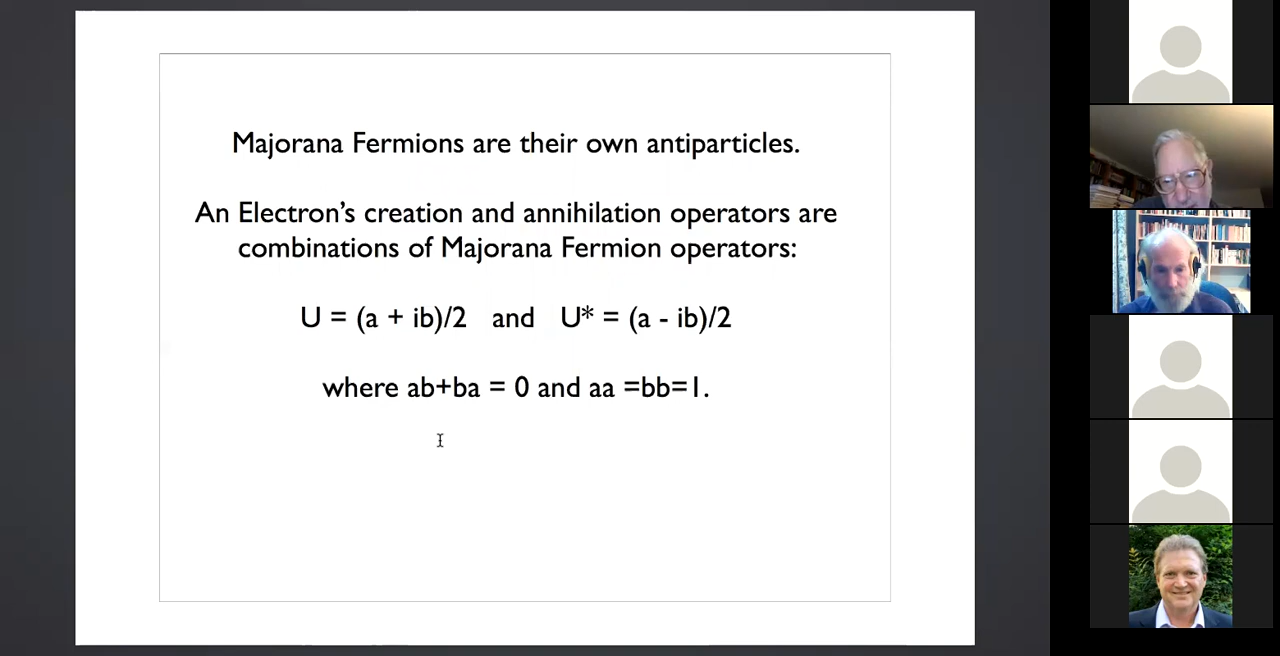 Majorana Fermions are their own antiparticles.
An Electron’s creation and annihilation operators are
combinations of Majorana Fermion operators:
U = (a + ib)/2 and U* = (a - ib)/2
where ab+ba = 0 and aa =bb=1.